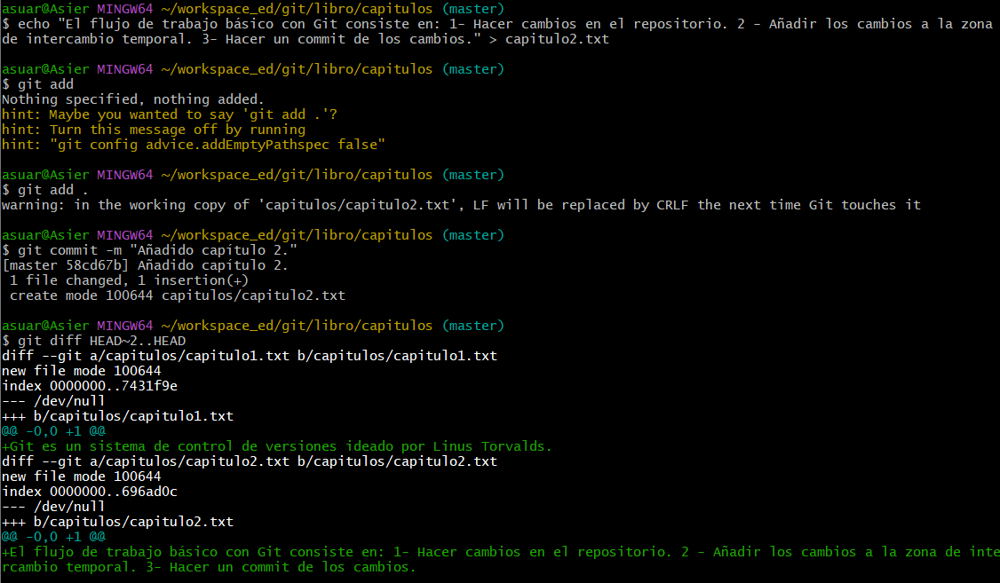 asuar@Asier MINGW64 ~/workspace_ed/git/libro/capitulos (master)
$ echo "El flujo de trabajo básico con Git consiste en: 1- Hacer cambios en el repositorio. 2 - Añadir los cambios a la zona
de intercambio temporal. 3- Hacer un commit de los cambios." > capitulo2.txt
asuar@Asier MINGW64 ~/workspace_ed/git/libro/capitulos (master)
$ git add
Nothing specified, nothing added.
hint: Maybe you wanted to say 'git add .'?
hint: Turn this message off by running
hint: "git config advice.addEmptyPathspec false"
asuar@Asier MINGW64 ~/workspace_ed/git/libro/capitulos (master)
$ git add .
warning: in the working copy of 'capitulos/capitulo2.txt', LF will be replaced by CRLF the next time Git touches it
asuar@Asier MINGW64 ~/workspace_ed/git/libro/capitulos (master)
$ git commit -m "Añadido capítulo 2."
[master 58cd67b] Añadido capítulo 2.
1 file changed, 1 insertion(+)
create mode 100644 capitulos/capitulo2.txt
asuar@Asier MINGW64 ~/workspace_ed/git/libro/capitulos (master)
$ git diff HEAD~2..HEAD
diff --git a/capitulos/capitulo1.txt b/capitulos/capitulo1.txt
new file mode 100644
index 0000000..7431f9e
--- /dev/null
+++ b/capitulos/capitulo1.txt
@@ -0,0 +1 @@
+Git es un sistema de control de versiones ideado por Linus Torvalds.
diff --git a/capitulos/capitulo2.txt b/capitulos/capitulo2.txt
new file mode 100644
index 0000000..696ad0c
--- /dev/null
+++ b/capitulos/capitulo2.txt
@@ -0,0 +1 @@
+El flujo de trabajo básico con Git consiste en: 1- Hacer cambios en el repositorio. 2 - Añadir los cambios a la zona de inte
rcambio temporal. 3- Hacer un commit de los cambios.